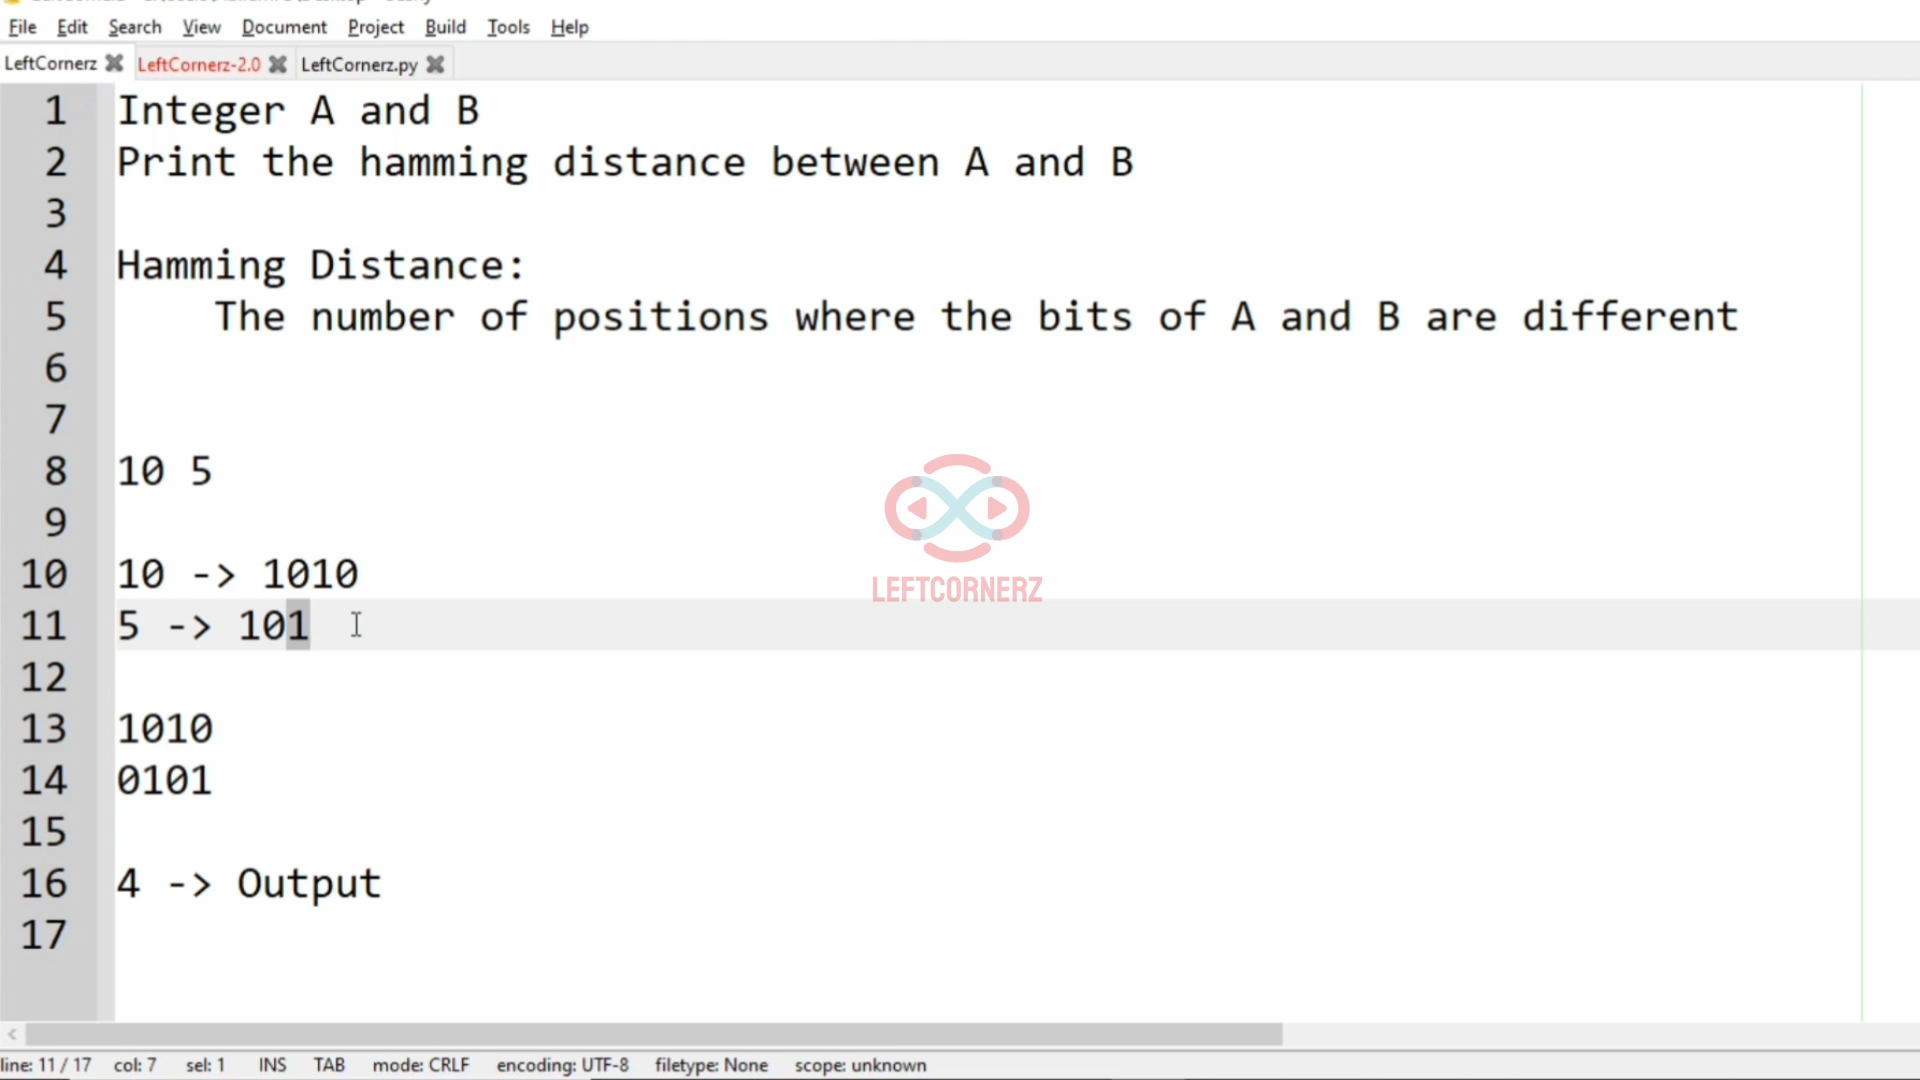 File Edit Search View Document Project Build Tools Help
LeftCornerz LeftCornerz-2.0 LeftCornerz.py
1 Integer A and B
2 Print the hamming distance between A and B
3
4 Hamming Distance:
5 The number of positions where the bits of A and B are different
6
7
8 10 5
9
10 10 -> 1010
11 5 -> 101
12
13 1010
14 0101
15
16 4 -> Output
17
LEFTCORNERZ
line: 11 / 17 col: 7 sel: 1 INS TAB mode: CRLF encoding: UTF-8 filetype: None scope: unknown